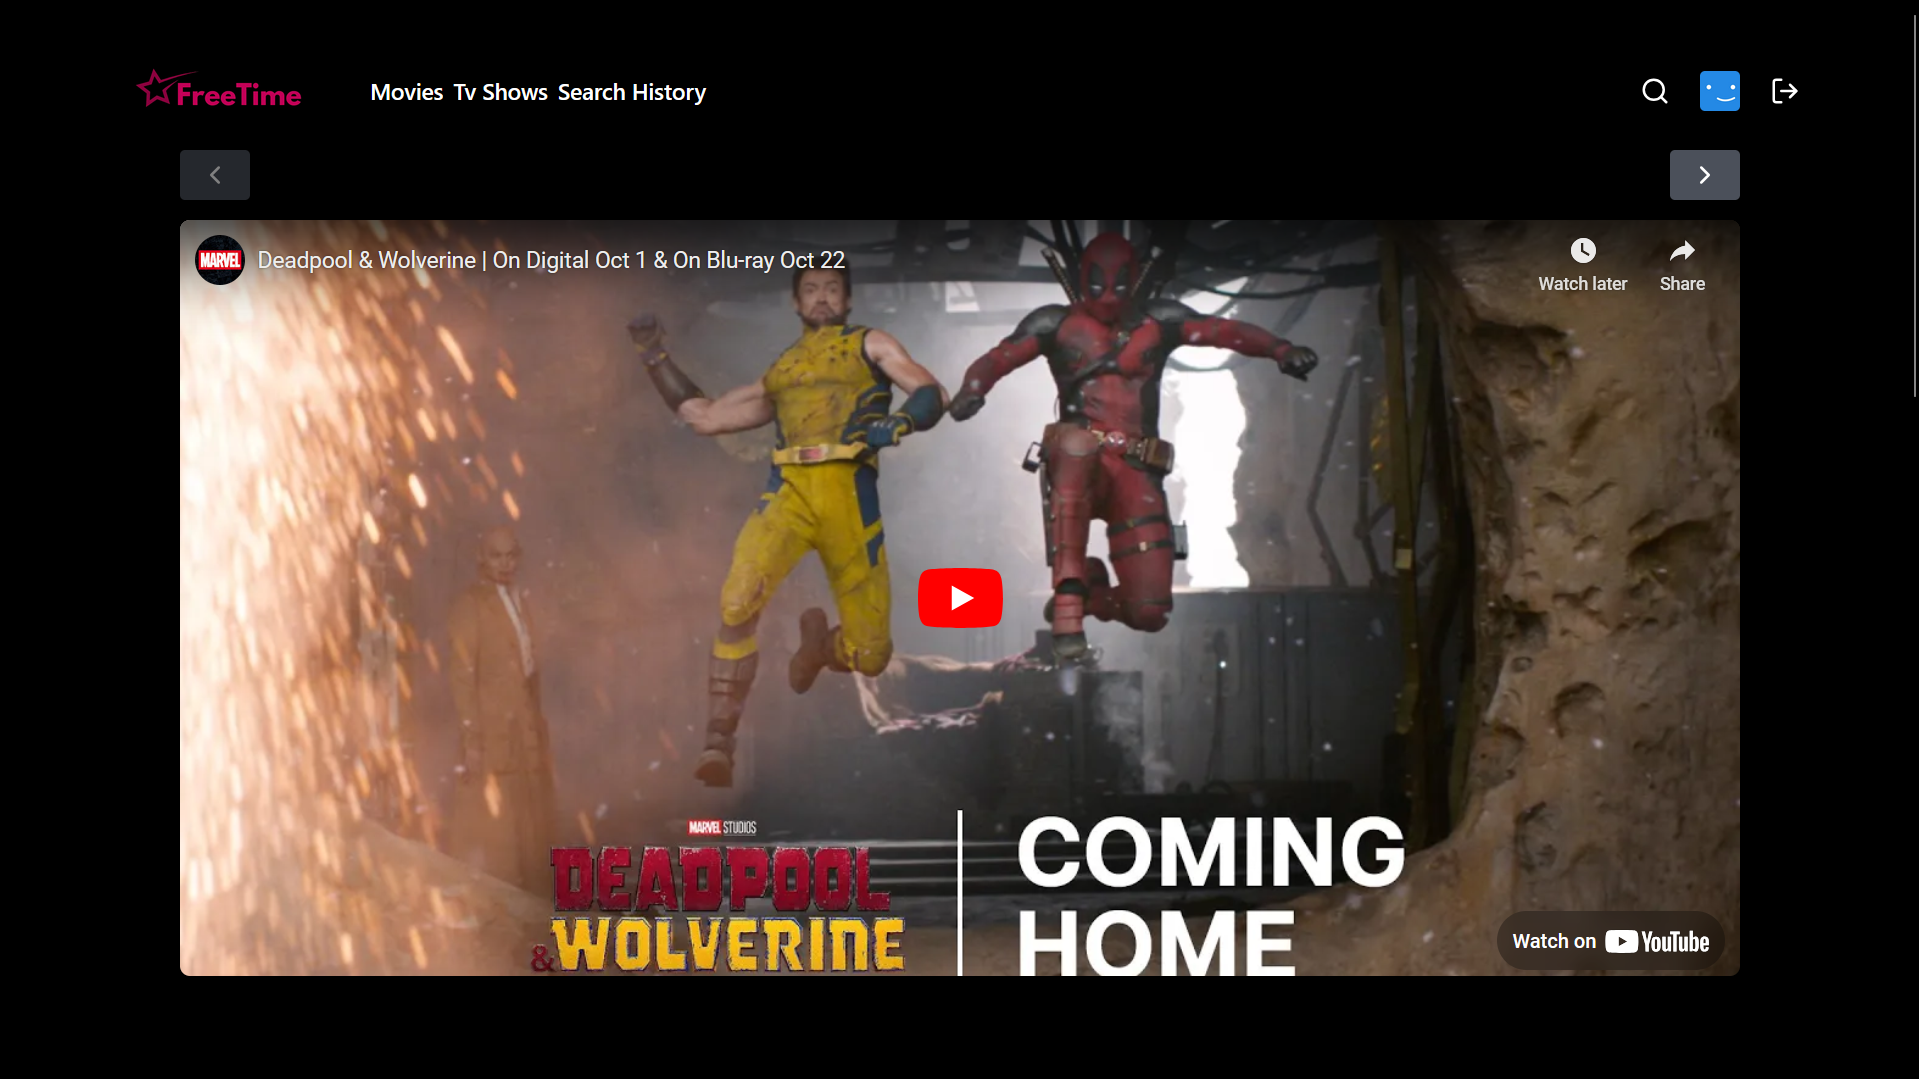 FreeTime
Movies Tv Shows Search History
MARVEL
Deadpool & Wolverine | On Digital Oct 1 & On Blu-ray Oct 22
Watch later
Share
MARVEL STUDIOS
DEADPOOL
& WOLVERINE
COMING
HOME
Watch on YouTube